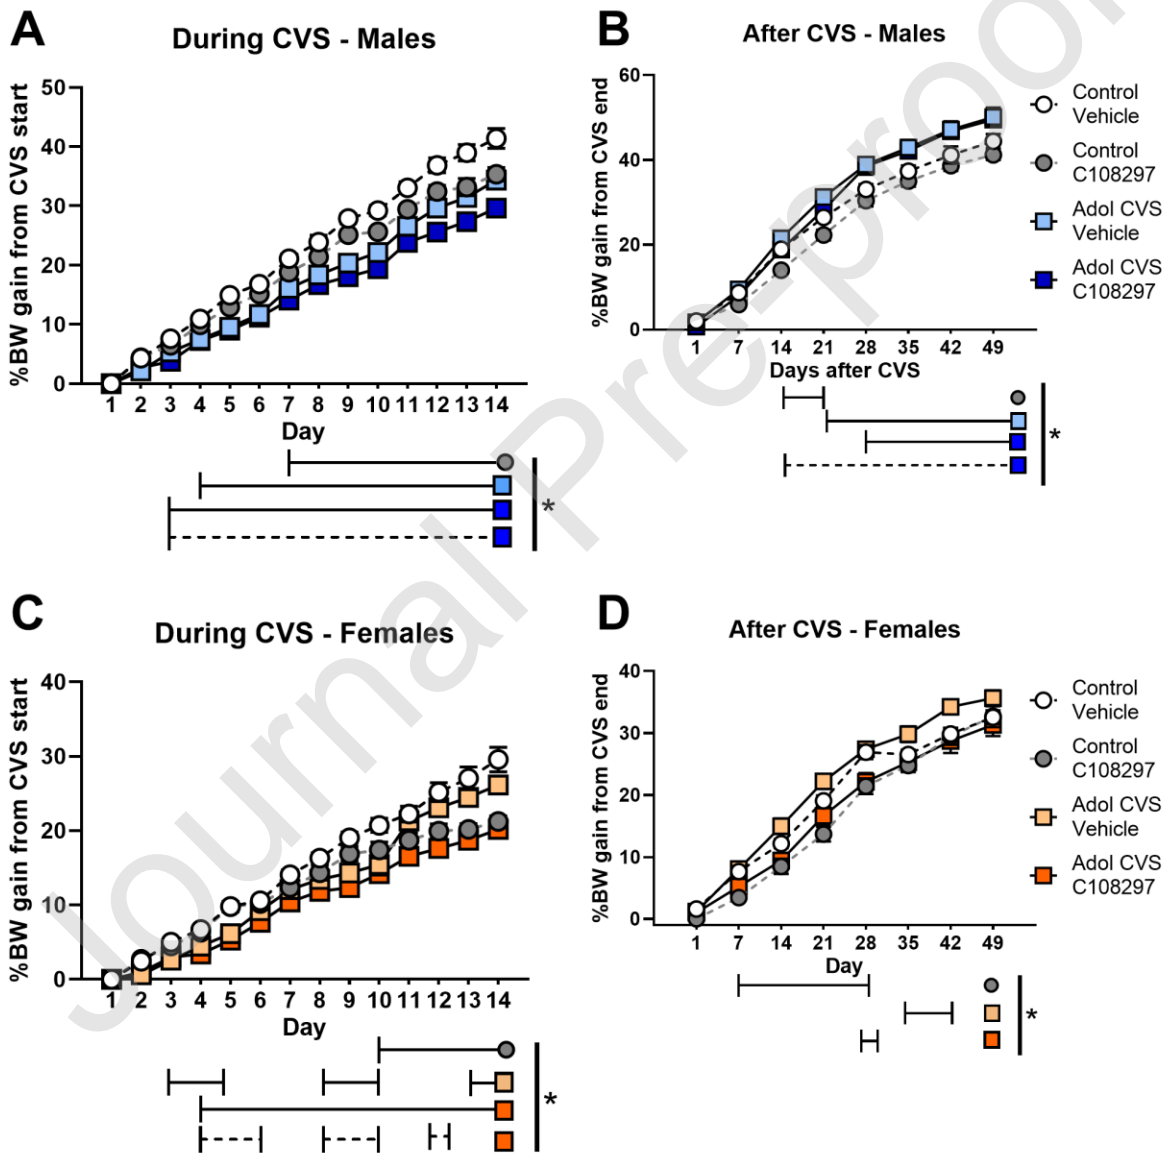 A
During CVS - Males
%BW gain from CVS start
50
40
30
20
10
0
1 2 3 4 5 6 7 8 9 10 11 12 13 14
Day
*
B
After CVS - Males
%BW gain from CVS end
60
40
20
0
1 7 14 21 28 35 42 49
Days after CVS
*
Control
Vehicle
Control
C108297
Adol CVS
Vehicle
Adol CVS
C108297
C
During CVS - Females
%BW gain from CVS start
40
30
20
10
0
1 2 3 4 5 6 7 8 9 10 11 12 13 14
Day
*
D
After CVS - Females
%BW gain from CVS end
40
30
20
10
0
1 7 14 21 28 35 42 49
Day
*
Control
Vehicle
Control
C108297
Adol CVS
Vehicle
Adol CVS
C108297
Journal Pre-proof